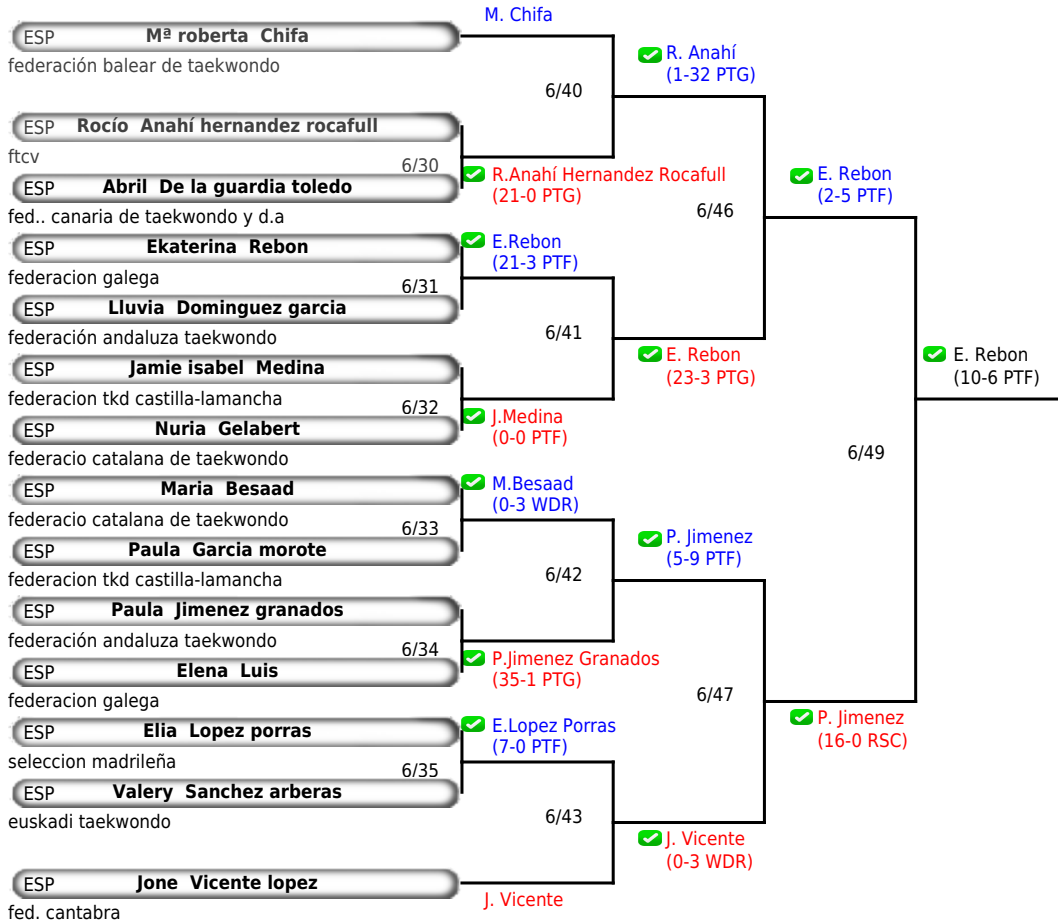 M. Chifa
ESP Mª roberta Chifa
federación balear de taekwondo
R. Anahí
(1-32 PTG)
6/40
ESP Rocío Anahí hernandez rocafull
ftcv
6/30
R.Anahí Hernandez Rocafull
(21-0 PTG)
ESP Abril De la guardia toledo
fed.. canaria de taekwondo y d.a
E. Rebon
(2-5 PTF)
6/46
ESP Ekaterina Rebon
E.Rebon
(21-3 PTF)
federacion galega
6/31
ESP Lluvia Dominguez garcia
federación andaluza taekwondo
6/41
E. Rebon
(23-3 PTG)
E. Rebon
(10-6 PTF)
ESP Jamie isabel Medina
federacion tkd castilla-lamancha
6/32
J.Medina
(0-0 PTF)
ESP Nuria Gelabert
federacio catalana de taekwondo
6/49
ESP Maria Besaad
M.Besaad
(0-3 WDR)
federacio catalana de taekwondo
6/33
P. Jimenez
(5-9 PTF)
ESP Paula Garcia morote
federacion tkd castilla-lamancha
6/42
ESP Paula Jimenez granados
federación andaluza taekwondo
6/34
P.Jimenez Granados
(35-1 PTG)
ESP Elena Luis
federacion galega
6/47
P. Jimenez
(16-0 RSC)
ESP Elia Lopez porras
E.Lopez Porras
(7-0 PTF)
seleccion madrileña
6/35
ESP Valery Sanchez arberas
euskadi taekwondo
6/43
J. Vicente
(0-3 WDR)
ESP Jone Vicente lopez
J. Vicente
fed. cantabra